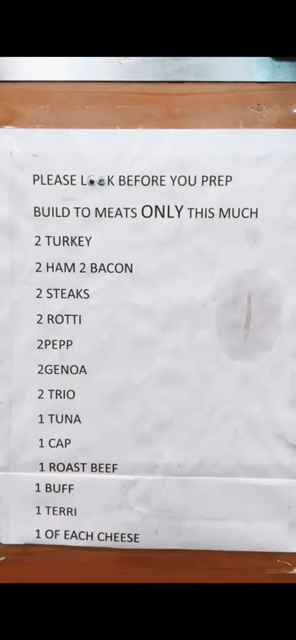 PLEASE LOOK BEFORE YOU PREP
BUILD TO MEATS ONLY THIS MUCH
2 TURKEY
2 HAM 2 BACON
2 STEAKS
2 ROTTI
2PEPP
2GENOA
2 TRIO
1 TUNA
1 CAP
1 ROAST BEEF
1 BUFF
1 TERRI
1 OF EACH CHEESE